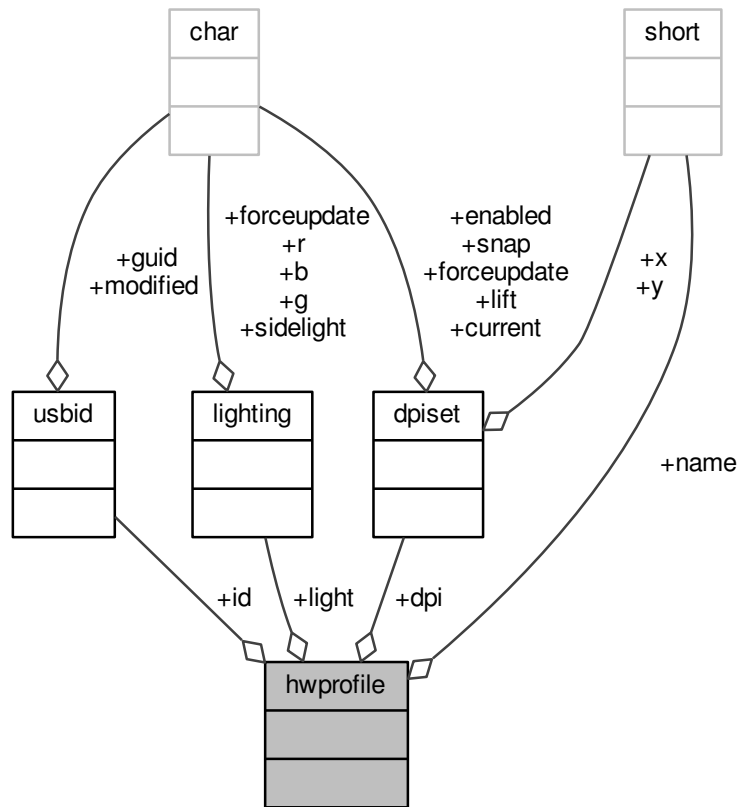 char
short
+guid
+modified
+forceupdate
+r
+b
+g
+sidelight
+enabled
+snap
+forceupdate
+lift
+current
+x
+y
usbid
lighting
dpiset
+name
+id
+light
+dpi
hwprofile